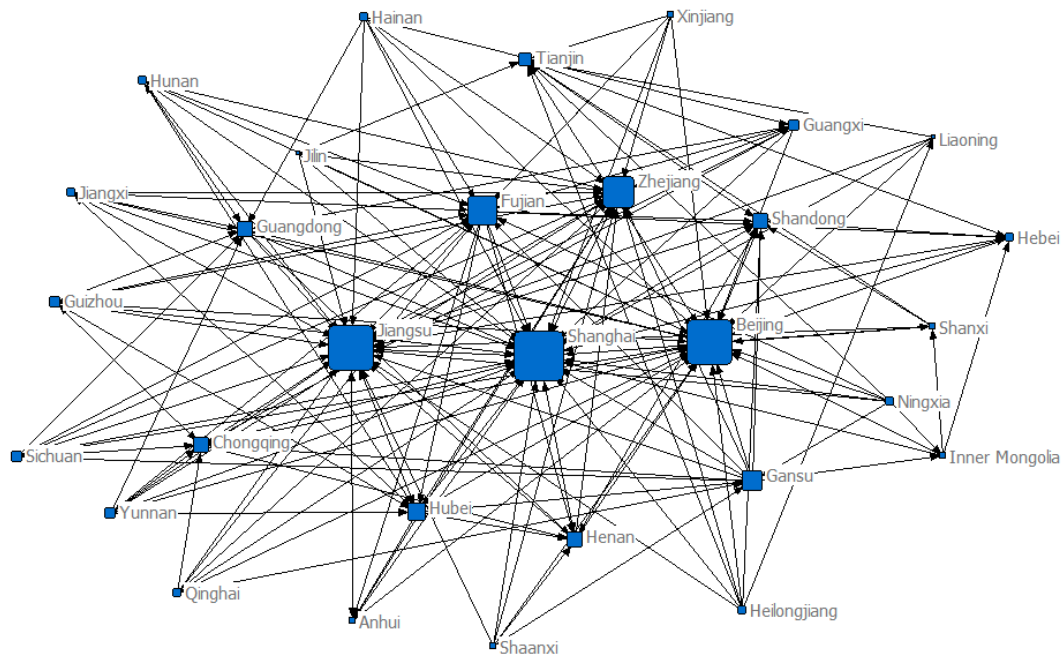 Hainan
Xinjiang
Tianjin
Hunan
Guangxi
Liaoning
Jilin
Zhejiang
Jiangxi
Fujian
Shandong
Guangdong
Hebei
Guizhou
Jiangsu
Shanghai
Beijing
Shanxi
Ningxia
Chongqing
Sichuan
Inner Mongolia
Gansu
Yunnan
Hubei
Henan
Qinghai
Anhui
Heilongjiang
Shaanxi